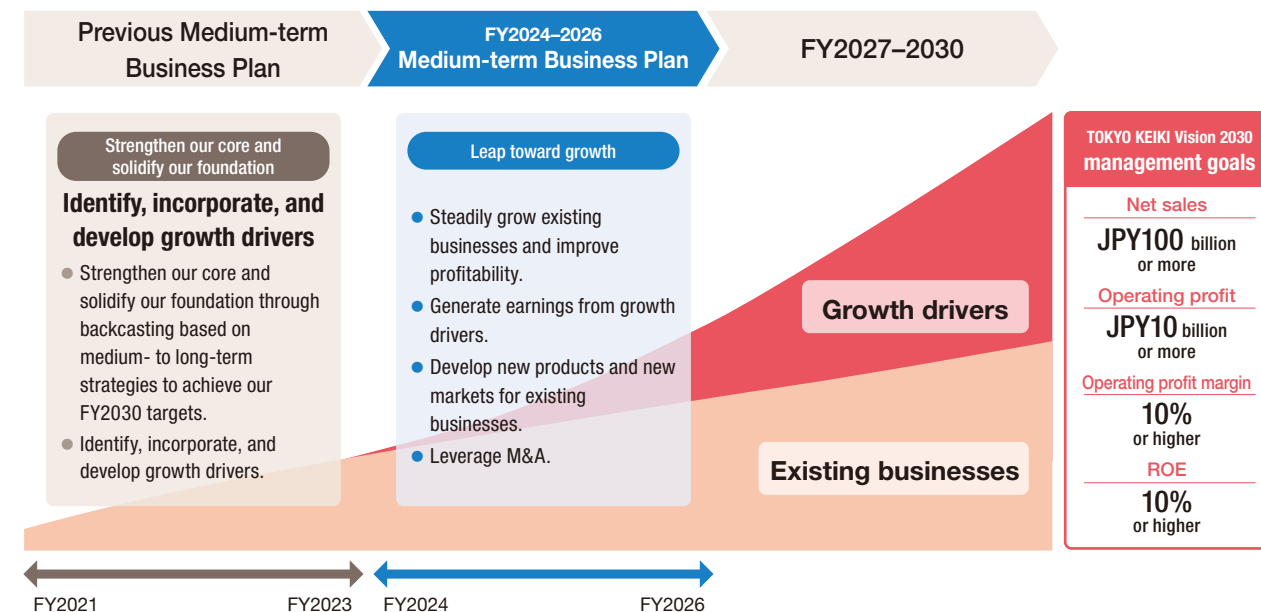 Previous Medium-term
Business Plan
FY2024–2026
Medium-term Business Plan
FY2027–2030
Strengthen our core and
solidify our foundation
Identify, incorporate, and
develop growth drivers
Strengthen our core and
solidify our foundation through
backcasting based on
medium- to long-term
strategies to achieve our
FY2030 targets.
Identify, incorporate, and
develop growth drivers.
Leap toward growth
Steadily grow existing
businesses and improve
profitability.
Generate earnings from growth
drivers.
Develop new products and new
markets for existing
businesses.
Leverage M&A.
Growth drivers
Existing businesses
TOKYO KEIKI Vision 2030
management goals
Net sales
JPY100 billion
or more
Operating profit
JPY10 billion
or more
Operating profit margin
10%
or higher
ROE
10%
or higher
FY2021
FY2023
FY2024
FY2026